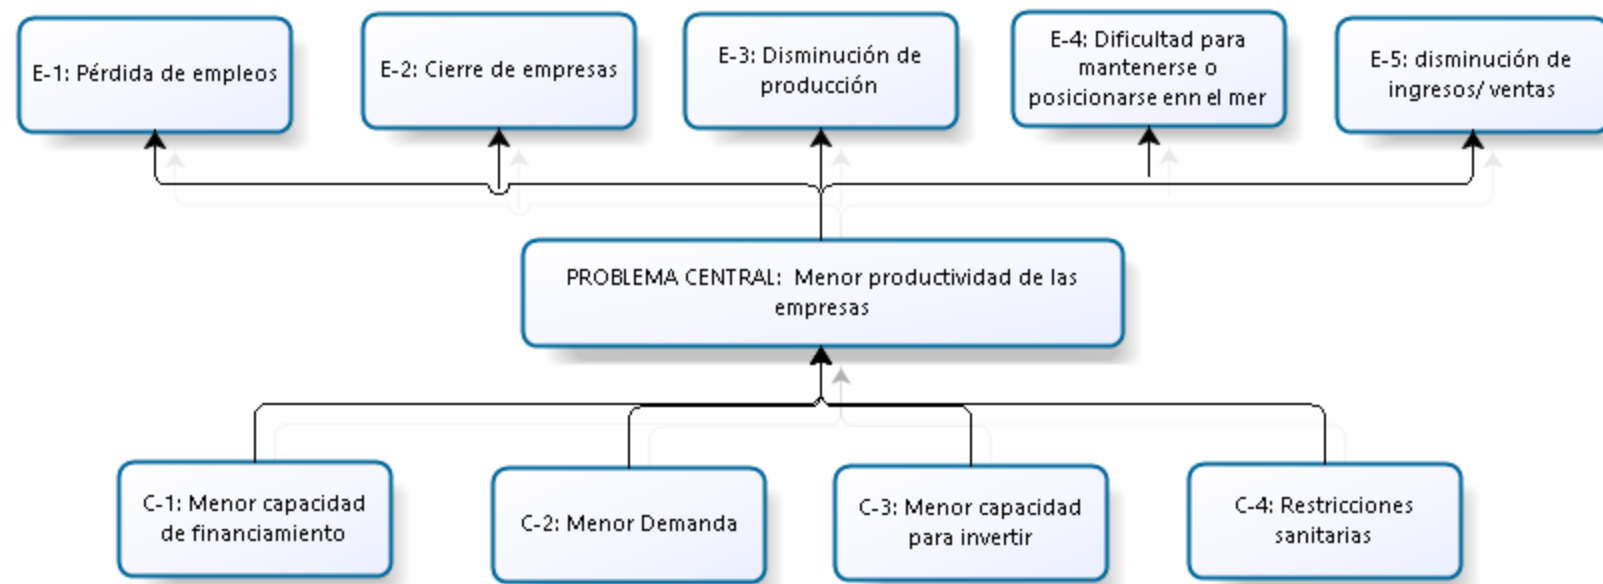 E-1: Pérdida de empleos
E-2: Cierre de empresas
E-3: Disminución de
producción
E-4: Dificultad para
mantenerse o
posicionarse enn el mer
E-5: disminución de
ingresos/ ventas
PROBLEMA CENTRAL:  Menor productividad de las
empresas
C-1: Menor capacidad
de financiamiento
C-2: Menor Demanda
C-3: Menor capacidad
para invertir
C-4: Restricciones
sanitarias